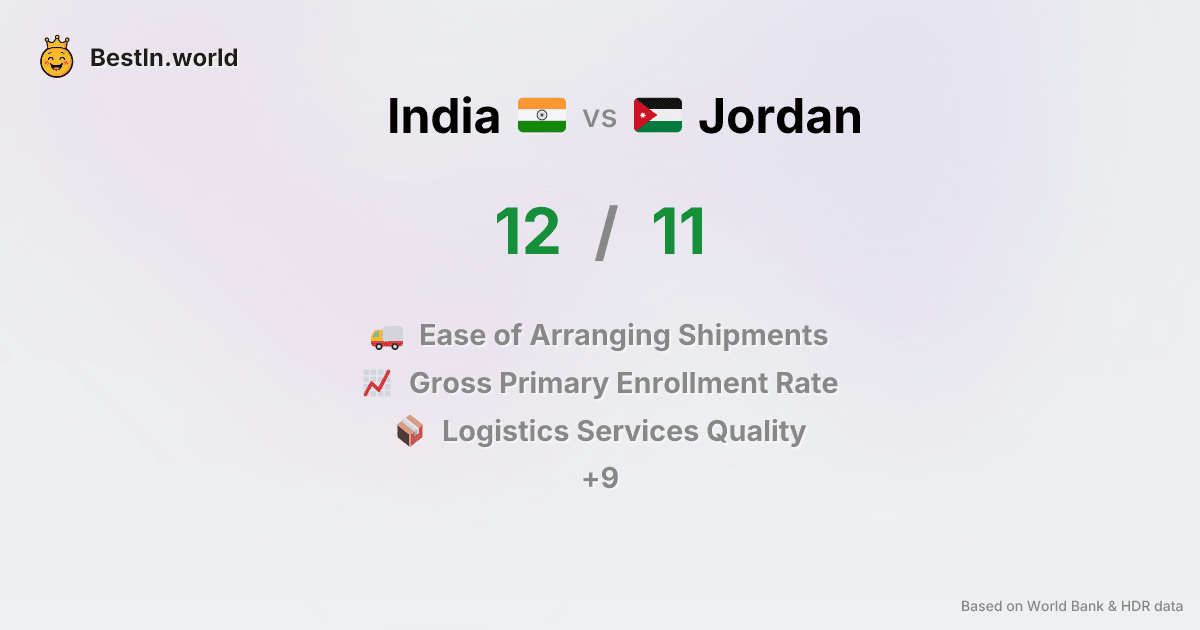 BestIn.world
India vs Jordan
12 / 11
Ease of Arranging Shipments
Gross Primary Enrollment Rate
Logistics Services Quality
+9
Based on World Bank & HDR data